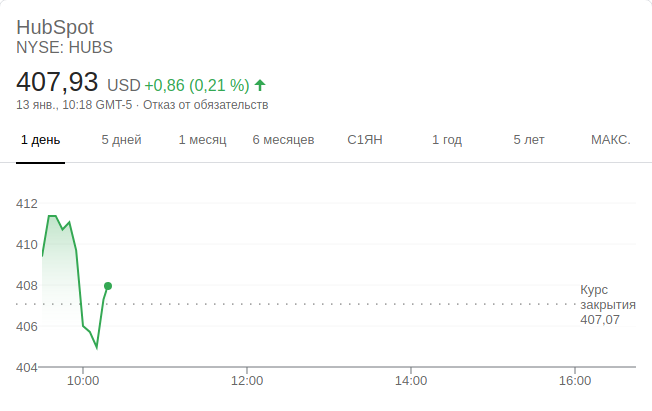 HubSpot
NYSE: HUBS
407,93 USD +0,86 (0,21 %)
13 янв., 10:18 GMT-5 · Отказ от обязательств
1 день 5 дней 1 месяц 6 месяцев С1ЯН 1 год 5 лет МАКС.
412
410
408
Курс
закрытия
407,07
406
404
10:00 12:00 14:00 16:00